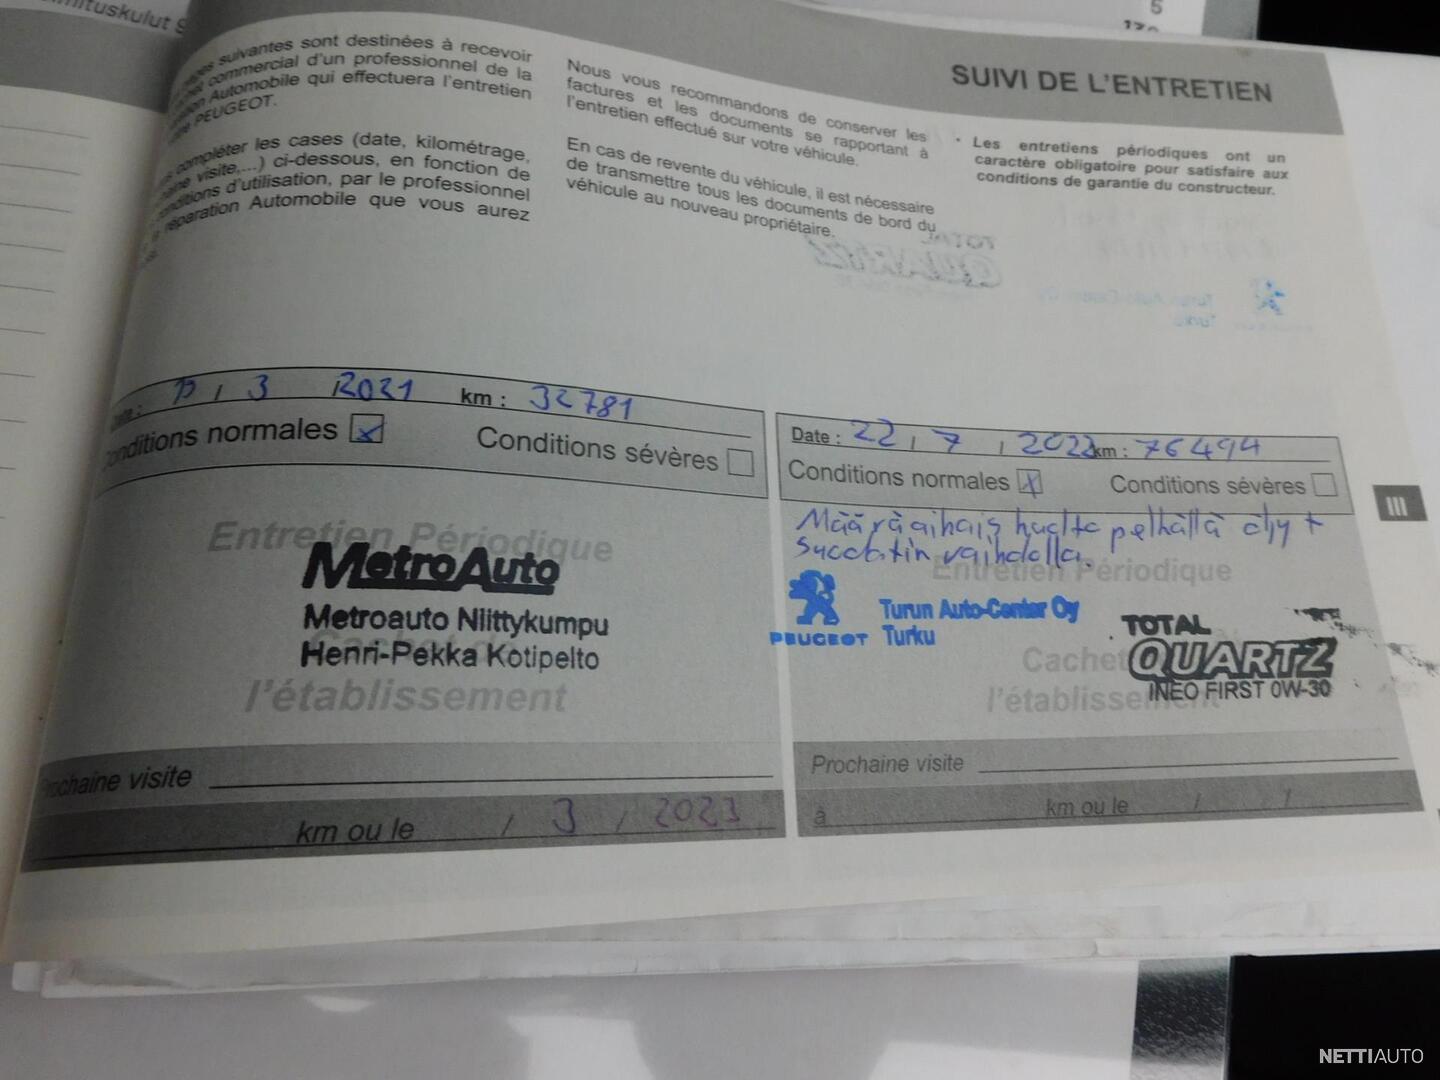 5
SUIVI DE L'ENTRETIEN
suivantes sont destinées à recevoir
commercial d'un professionnel de la
Automobile qui effectuera l'entretien
PEUGEOT.
compléter les cases (date, kilométrage,
visite,...) ci-dessous, en fonction de
d'utilisation, par le professionnel
réparation Automobile que vous aurez
Nous vous recommandons de conserver les
factures et les documents se rapportant à
l'entretien effectué sur votre véhicule.
En cas de revente du véhicule, il est nécessaire
de transmettre tous les documents de bord du
véhicule au nouveau propriétaire.
• Les entretiens périodiques ont un
caractère obligatoire pour satisfaire aux
conditions de garantie du constructeur.
/ 3 /2021 km : 32781
Conditions normales x Conditions sévères
Entretien Périodique
MetroAuto
Metroauto Niittykumpu
Henri-Pekka Kotipelto
l'établissement
Prochaine visite
km ou le / 3 / 2023
Date : 22 / 7 / 2022 km : 76494
Conditions normales x Conditions sévères
huolto öljy +
Entretien Périodique
PEUGEOT
Turun Auto-Center Oy
Turku
Cachet
l'établissement
TOTAL
QUARTZ
INEO FIRST 0W-30
Prochaine visite
à km ou le / /
III
NETTIAUTO